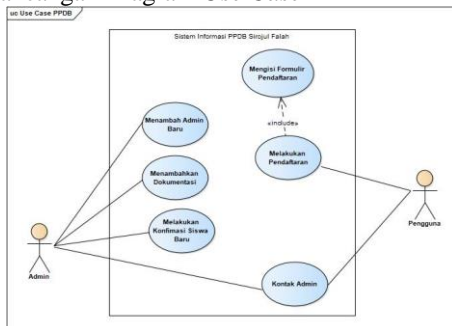 uc Use Case PPDB
Sistem Informasi PPDB Sirojul Falah
Mengisi Formulir
Pendaftaran
«include»
Menambah Admin
Baru
Melakukan
Pendaftaran
Menambahkan
Dokumentasi
Melakukan
Konfimasi Siswa
Baru
Pengguna
Admin
Kontak Admin